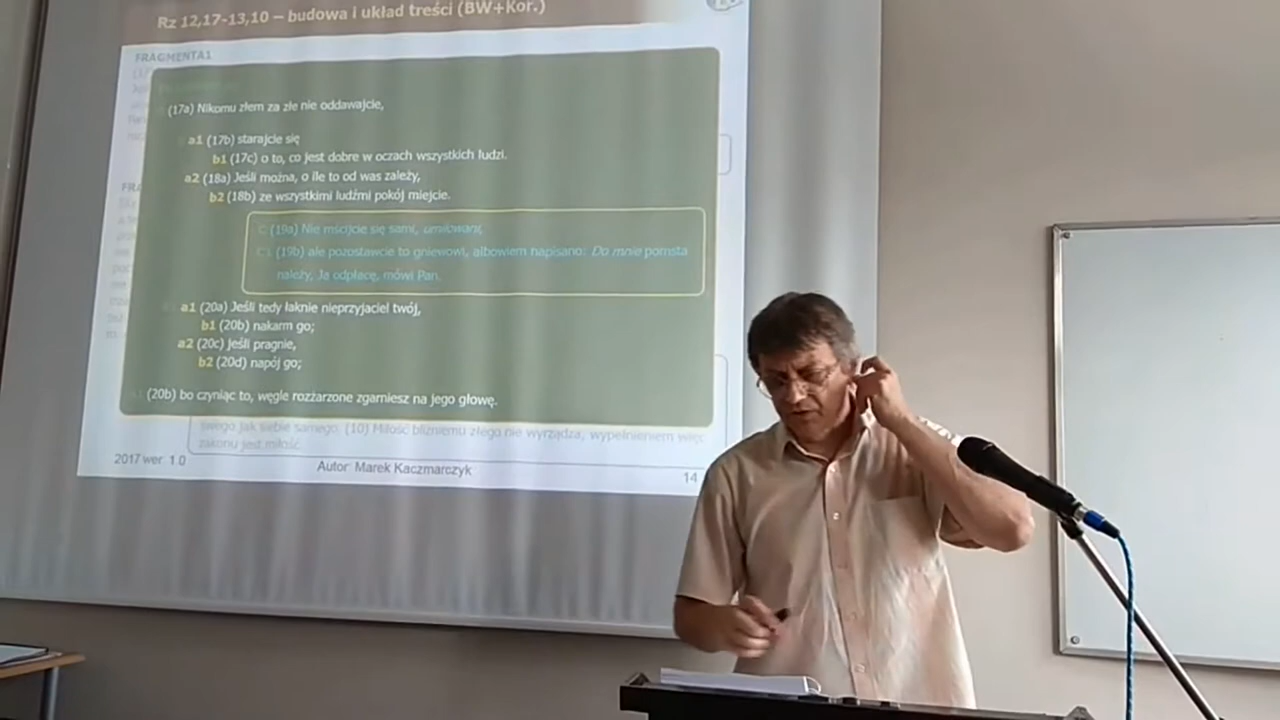 Rz 12,17-13,10 – budowa i układ treści (BW+Kor.)
FRAGMENTA1
(17a) Nikomu złem za złe nie oddawajcie,
a1 (17b) starajcie się
b1 (17c) o to, co jest dobre w oczach wszystkich ludzi.
a2 (18a) Jeśli można, o ile to od was zależy,
b2 (18b) ze wszystkimi ludźmi pokój miejcie.
C (19a) Nie mścijcie się sami, umiłowani,
(19b) ale pozostawcie to gniewowi, albowiem napisano: Do mnie pomsta
należy, Ja odpłacę, mówi Pan.
a1 (20a) Jeśli tedy łaknie nieprzyjaciel twój,
b1 (20b) nakarm go;
a2 (20c) jeśli pragnie,
b2 (20d) napój go;
(20b) bo czyniąc to, węgle rozżarzone zgarniesz na jego głowę.
swego jak siebie samego. (10) Miłość bliźniemu złego nie wyrządza, wypełnieniem więc
zakonu jest miłość.
2017 wer 1.0
Autor: Marek Kaczmarczyk
14